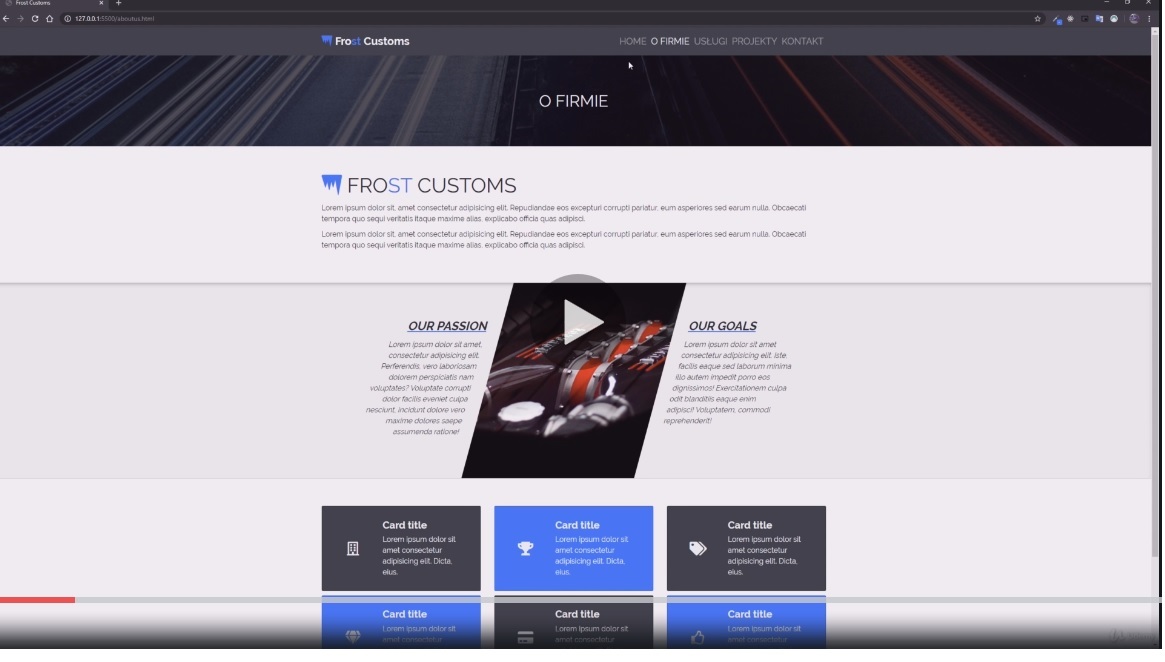 Frost Customs
127.0.0.1:5500/aboutus.html
Frost Customs
HOME O FIRMIE USŁUGI PROJEKTY KONTAKT
O FIRMIE
FROST CUSTOMS
Lorem ipsum dolor sit, amet consectetur adipisicing elit. Repudiandae eos excepturi corrupti pariatur, eum asperiores sed earum nulla. Obcaecati
tempora quo sequi veritatis itaque maxime alias, explicabo officia quas adipisci.
Lorem ipsum dolor sit, amet consectetur adipisicing elit. Repudiandae eos excepturi corrupti pariatur, eum asperiores sed earum nulla. Obcaecati
tempora quo sequi veritatis itaque maxime alias, explicabo officia quas adipisci.
OUR PASSION
Lorem ipsum dolor sit amet,
consectetur adipisicing elit.
Perferendis, vero laboriosam
dolorem perspiciatis nam
voluptates? Voluptate corrupti
dolor facilis eveniet culpa
nesciunt, incidunt dolore vero
maxime dolores saepe
assumenda ratione!
OUR GOALS
Lorem ipsum dolor sit amet
consectetur adipisicing elit. Iste,
facilis eaque sed laborum minima
illo autem impedit porro eos
dignissimos! Exercitationem culpa
odit blanditiis eaque enim
adipisci! Voluptatem, commodi
reprehenderit!
Card title
Lorem ipsum dolor sit
amet consectetur
adipisicing elit. Dicta,
eius.
Card title
Lorem ipsum dolor sit
amet consectetur
adipisicing elit. Dicta,
eius.
Card title
Lorem ipsum dolor sit
amet consectetur
adipisicing elit. Dicta,
eius.
Card title
Lorem ipsum dolor sit
amet consectetur
Card title
Lorem ipsum dolor sit
amet consectetur
Card title
Lorem ipsum dolor sit
amet consectetur